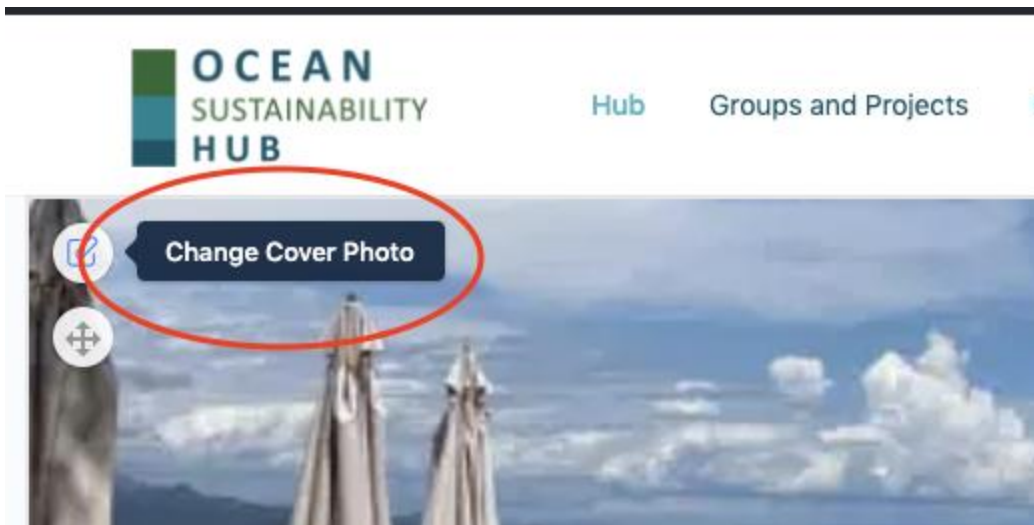 OCEAN
SUSTAINABILITY
HUB
Hub
Groups and Projects
Change Cover Photo